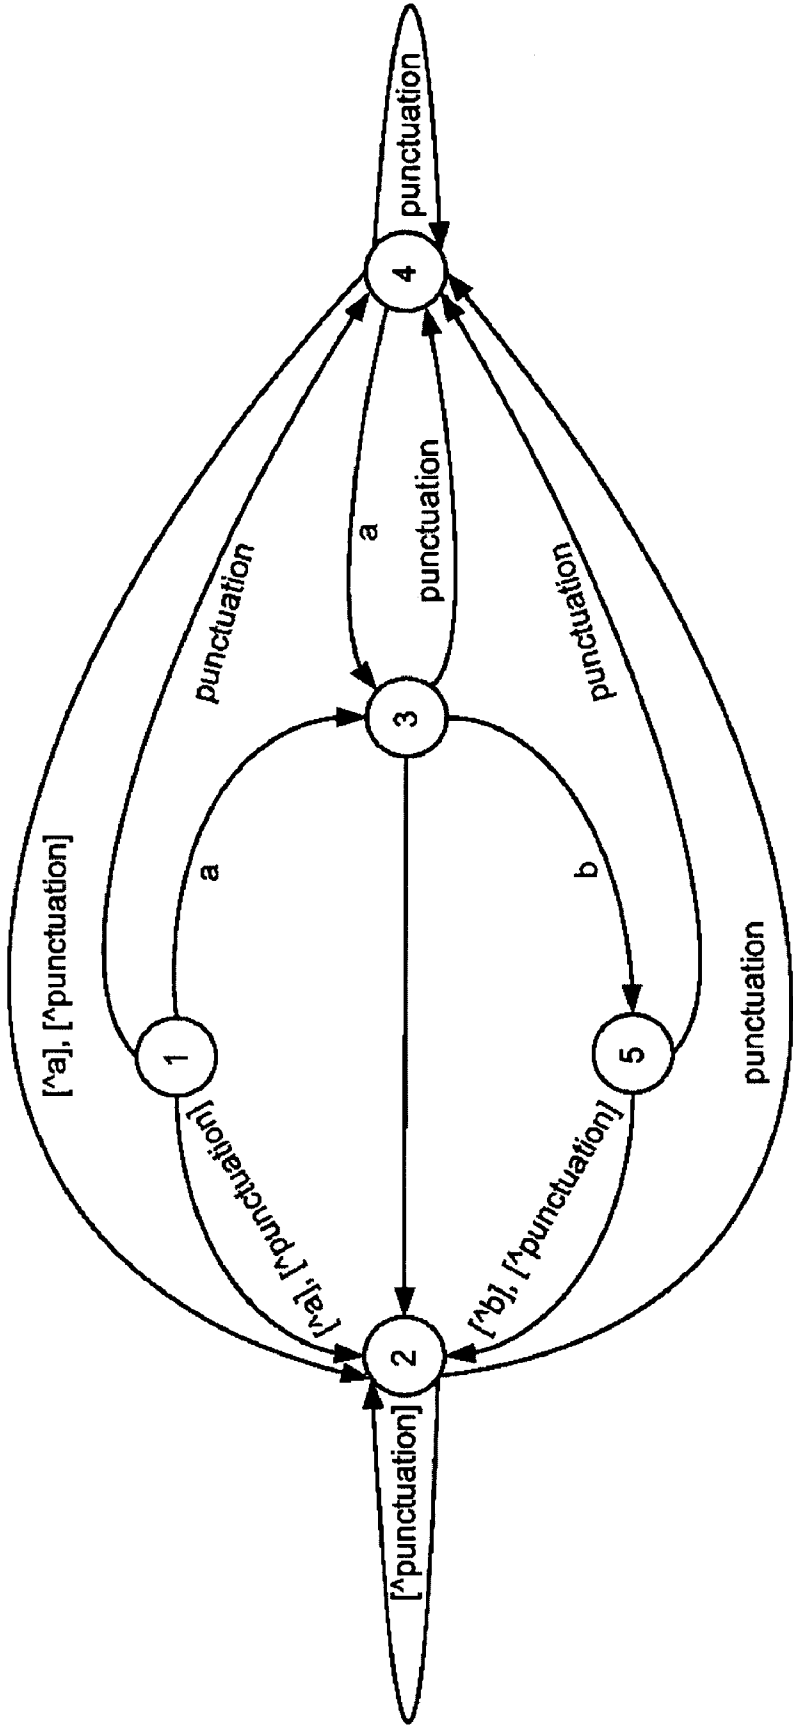 [^a], [^punctuation]
punctuation
1
a
[^a], [^punctuation]
a
[^punctuation]
2
3
4
punctuation
punctuation
[^b], [^punctuation]
b
punctuation
5
punctuation